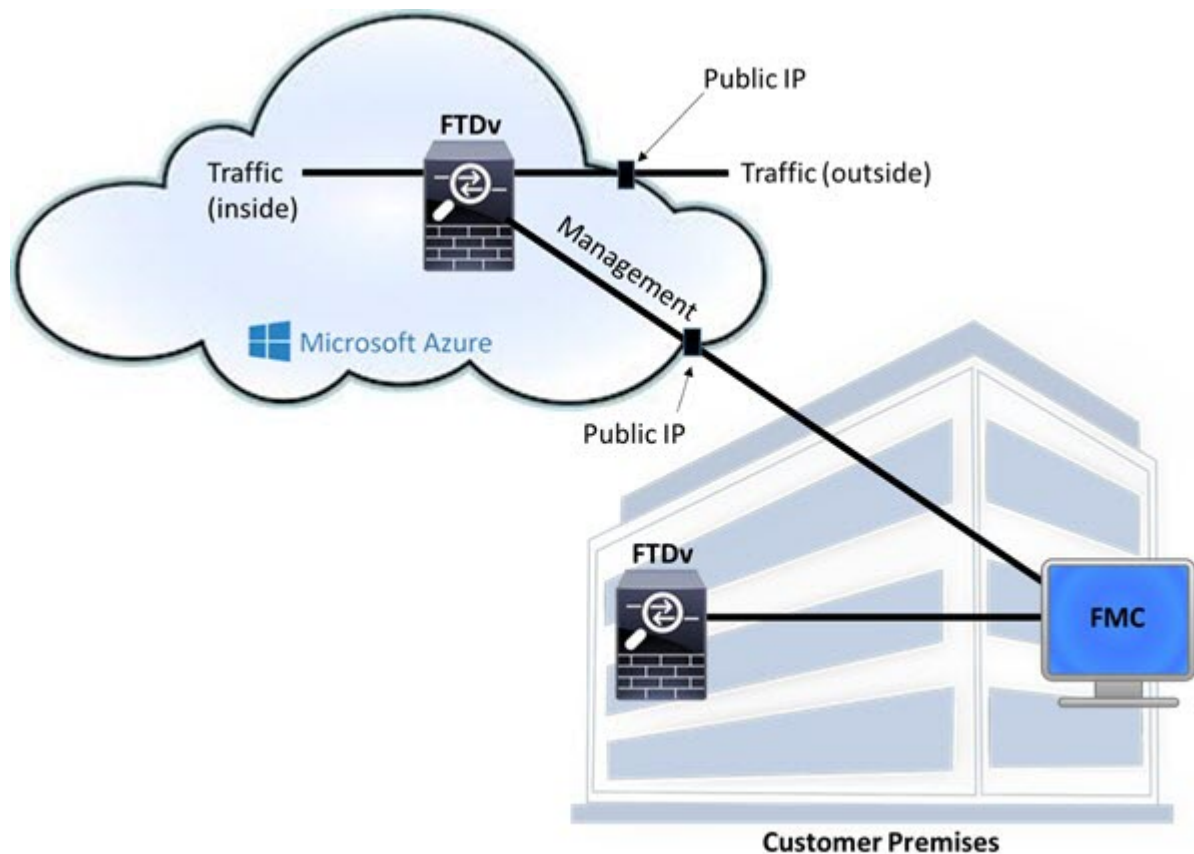 Public IP
FTDv
Traffic
(inside)
Traffic (outside)
Management
Microsoft Azure
Public IP
FTDv
FMC
Customer Premises